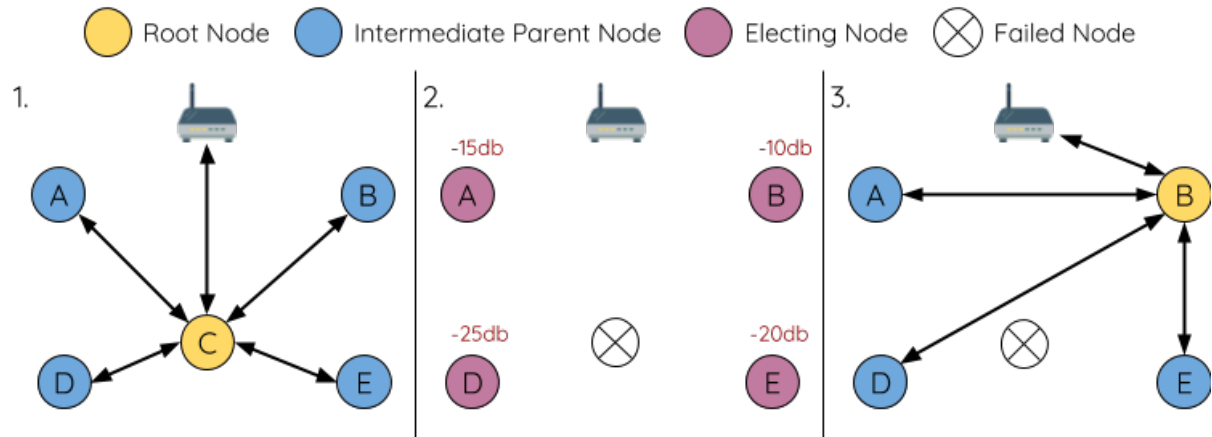 Root Node Intermediate Parent Node Electing Node Failed Node
1. 2. 3.
-15db -10db
A B A B A B
C
-25db -20db
D E D E D E